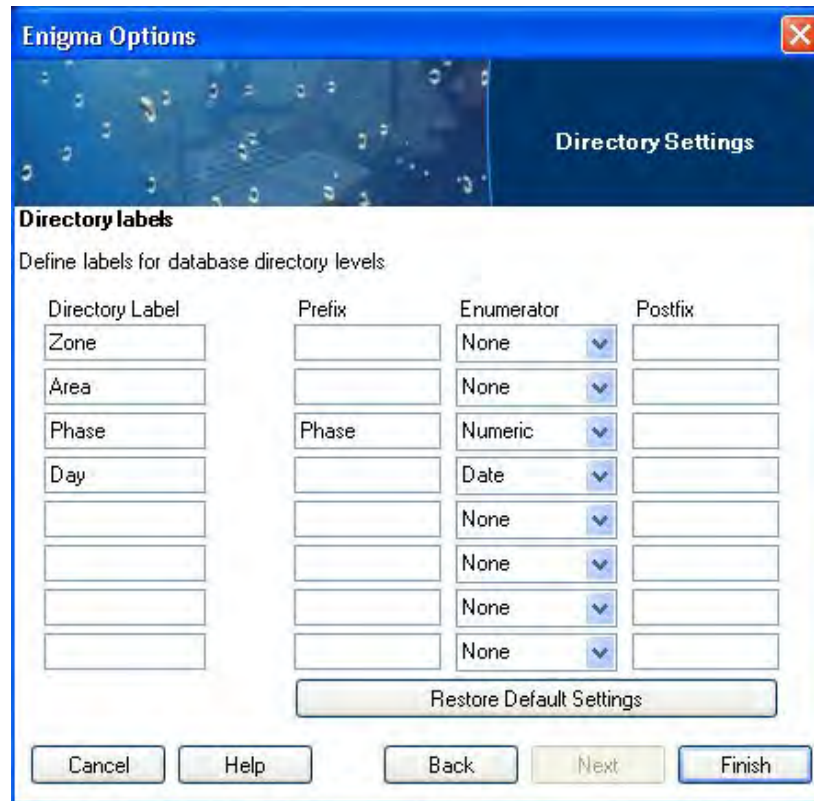 Enigma Options
Directory Settings
Directory labels
Define labels for database directory levels
Directory Label Prefix Enumerator Postfix
Zone None
Area None
Phase Phase Numeric
Day Date
None
None
None
None
Restore Default Settings
Cancel Help Back Next Finish